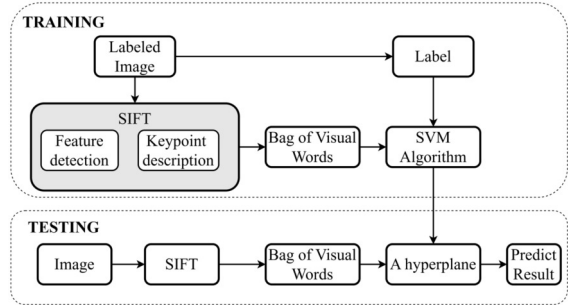 TRAINING
Labeled
Image
Label
SIFT
Feature
detection
Keypoint
description
Bag of Visual
Words
SVM
Algorithm
TESTING
Image
SIFT
Bag of Visual
Words
A hyperplane
Predict
Result